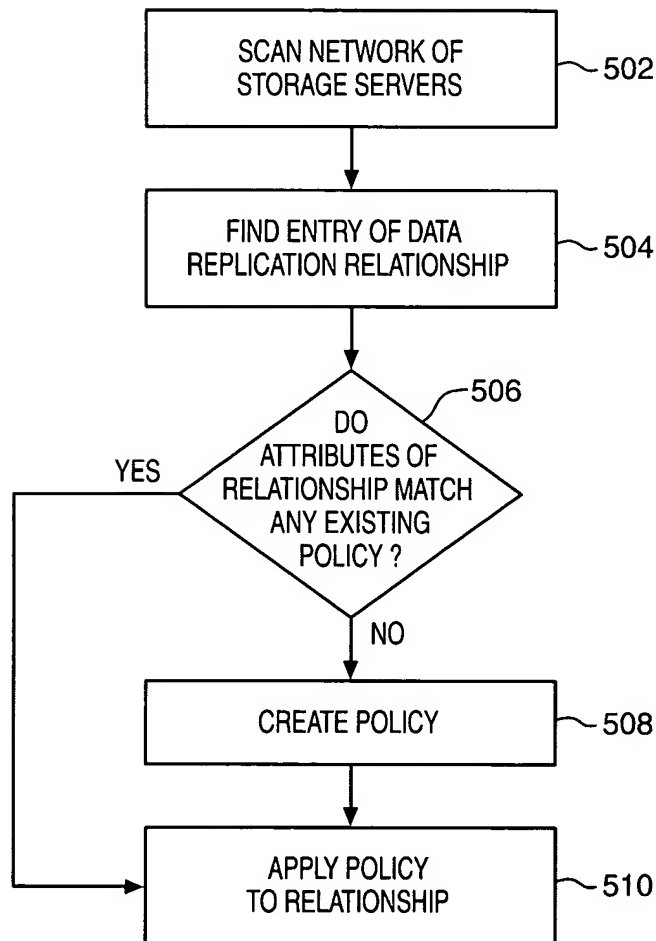 SCAN NETWORK OF
STORAGE SERVERS
502
FIND ENTRY OF DATA
REPLICATION RELATIONSHIP
504
506
DO
ATTRIBUTES OF
RELATIONSHIP MATCH
ANY EXISTING
POLICY ?
YES
NO
CREATE POLICY
508
APPLY POLICY
TO RELATIONSHIP
510